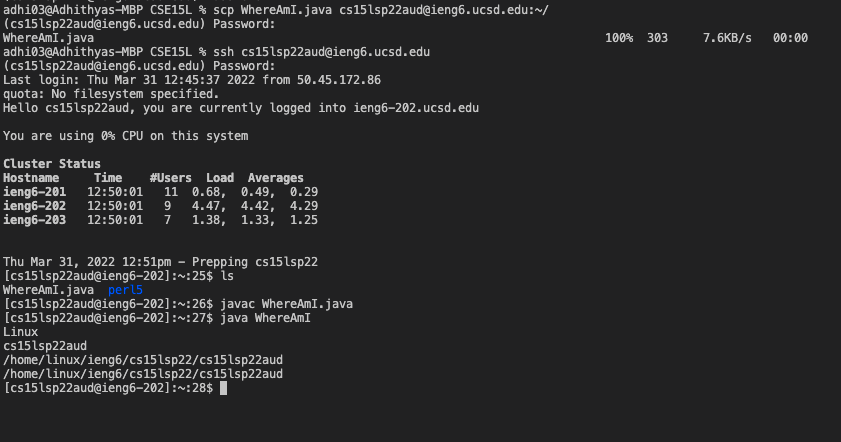 adhi03@Adhithyas-MBP CSE15L % scp WhereAmI.java cs15lsp22aud@ieng6.ucsd.edu:~/
(cs15lsp22aud@ieng6.ucsd.edu) Password:
WhereAmI.java 100% 303 7.6KB/s 00:00
adhi03@Adhithyas-MBP CSE15L % ssh cs15lsp22aud@ieng6.ucsd.edu
(cs15lsp22aud@ieng6.ucsd.edu) Password:
Last login: Thu Mar 31 12:45:37 2022 from 50.45.172.86
quota: No filesystem specified.
Hello cs15lsp22aud, you are currently logged into ieng6-202.ucsd.edu
You are using 0% CPU on this system
Cluster Status
Hostname Time #Users Load Averages
ieng6-201 12:50:01 11 0.68, 0.49, 0.29
ieng6-202 12:50:01 9 4.47, 4.42, 4.29
ieng6-203 12:50:01 7 1.38, 1.33, 1.25
Thu Mar 31, 2022 12:51pm - Prepping cs15lsp22
[cs15lsp22aud@ieng6-202]:~:25$ ls
WhereAmI.java perl5
[cs15lsp22aud@ieng6-202]:~:26$ javac WhereAmI.java
[cs15lsp22aud@ieng6-202]:~:27$ java WhereAmI
Linux
cs15lsp22aud
/home/linux/ieng6/cs15lsp22/cs15lsp22aud
/home/linux/ieng6/cs15lsp22/cs15lsp22aud
[cs15lsp22aud@ieng6-202]:~:28$